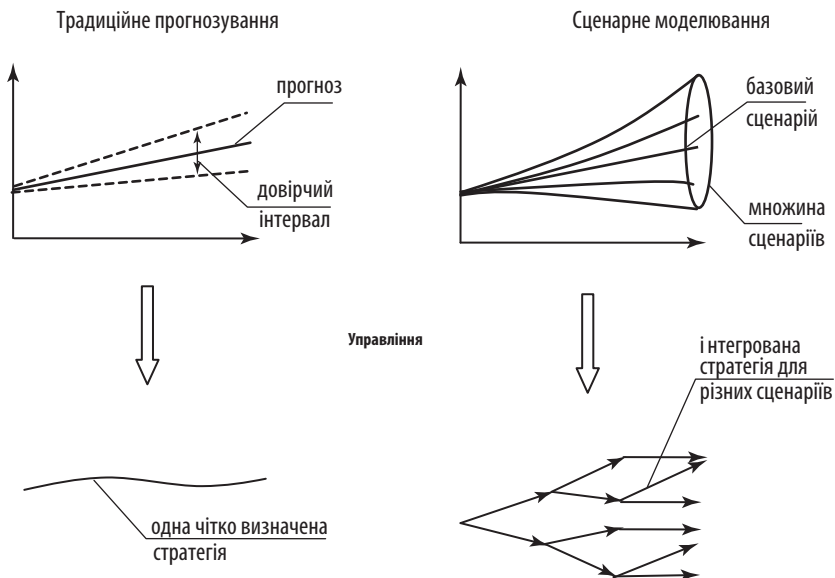 Традиційне прогнозування
Сценарне моделювання
прогноз
довірчий
інтервал
базовий
сценарій
множина
сценаріїв
Управління
одна чітко визначена
стратегія
і нтегрована
стратегія для
різних сценаріїв